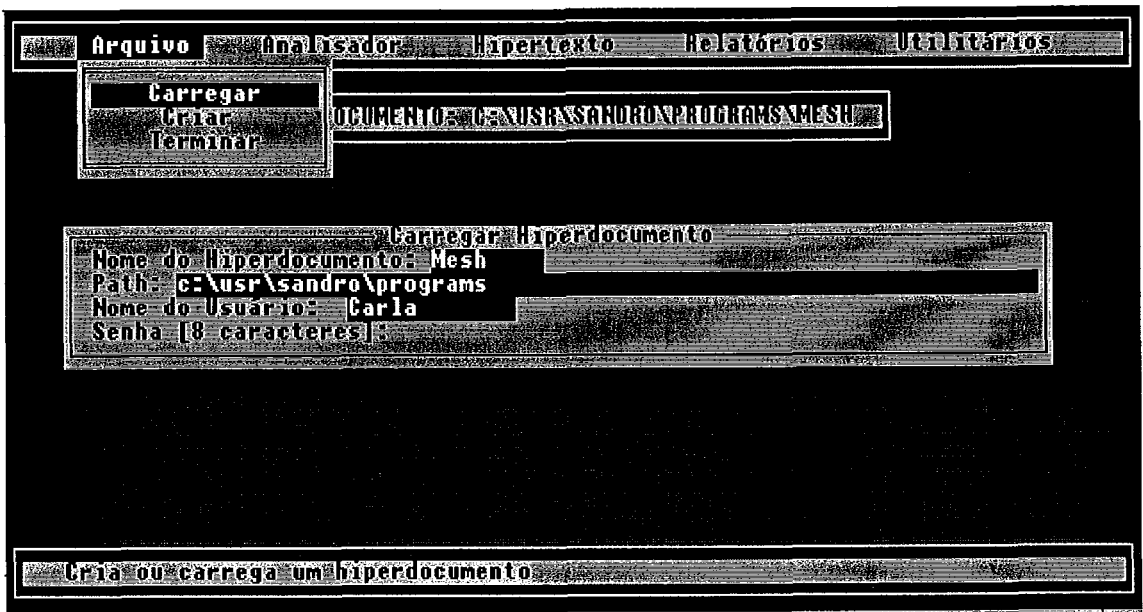 Arquivo Analisador Hipertexto Relatórios Utilitários
Carregar
Criar
Terminar
OCUMENTO: C:\USR\SANDRO\PROGRAMS\MESH
Carregar Hiperdocumento
Nome do Hiperdocumento: Mesh
Path: c:\usr\sandro\programs
Nome do Usuário: Carla
Senha [8 caracteres]:
Cria ou carrega um hiperdocumento